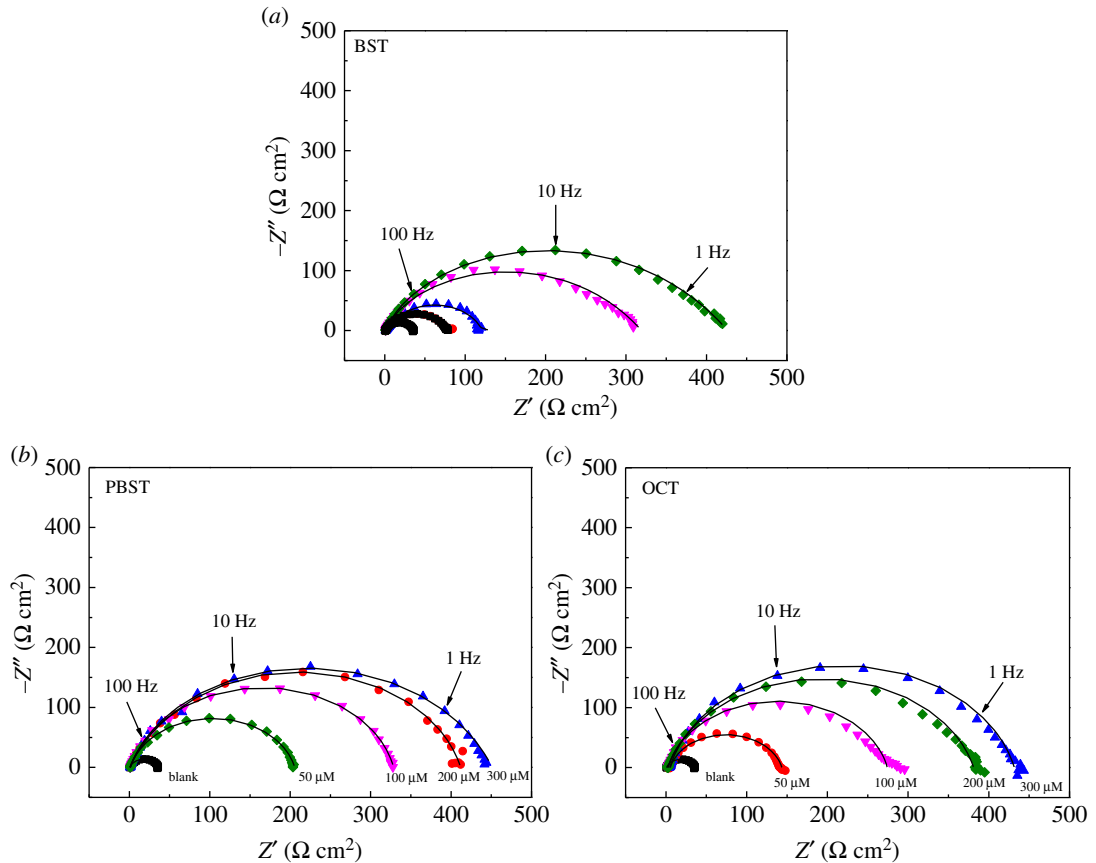 (a)
500
BST
400
300
–Z″ (Ω cm²)
200
10 Hz
100 Hz
1 Hz
100
0
0 100 200 300 400 500
Z′ (Ω cm²)
(b)
500
PBST
400
300
–Z″ (Ω cm²)
10 Hz
200
1 Hz
100 Hz
100
0
blank 50 μM 100 μM 200 μM 300 μM
0 100 200 300 400 500
Z′ (Ω cm²)
(c)
500
OCT
400
300
–Z″ (Ω cm²)
10 Hz
200
1 Hz
100 Hz
100
0
blank 50 μM 100 μM 200 μM 300 μM
0 100 200 300 400 500
Z′ (Ω cm²)